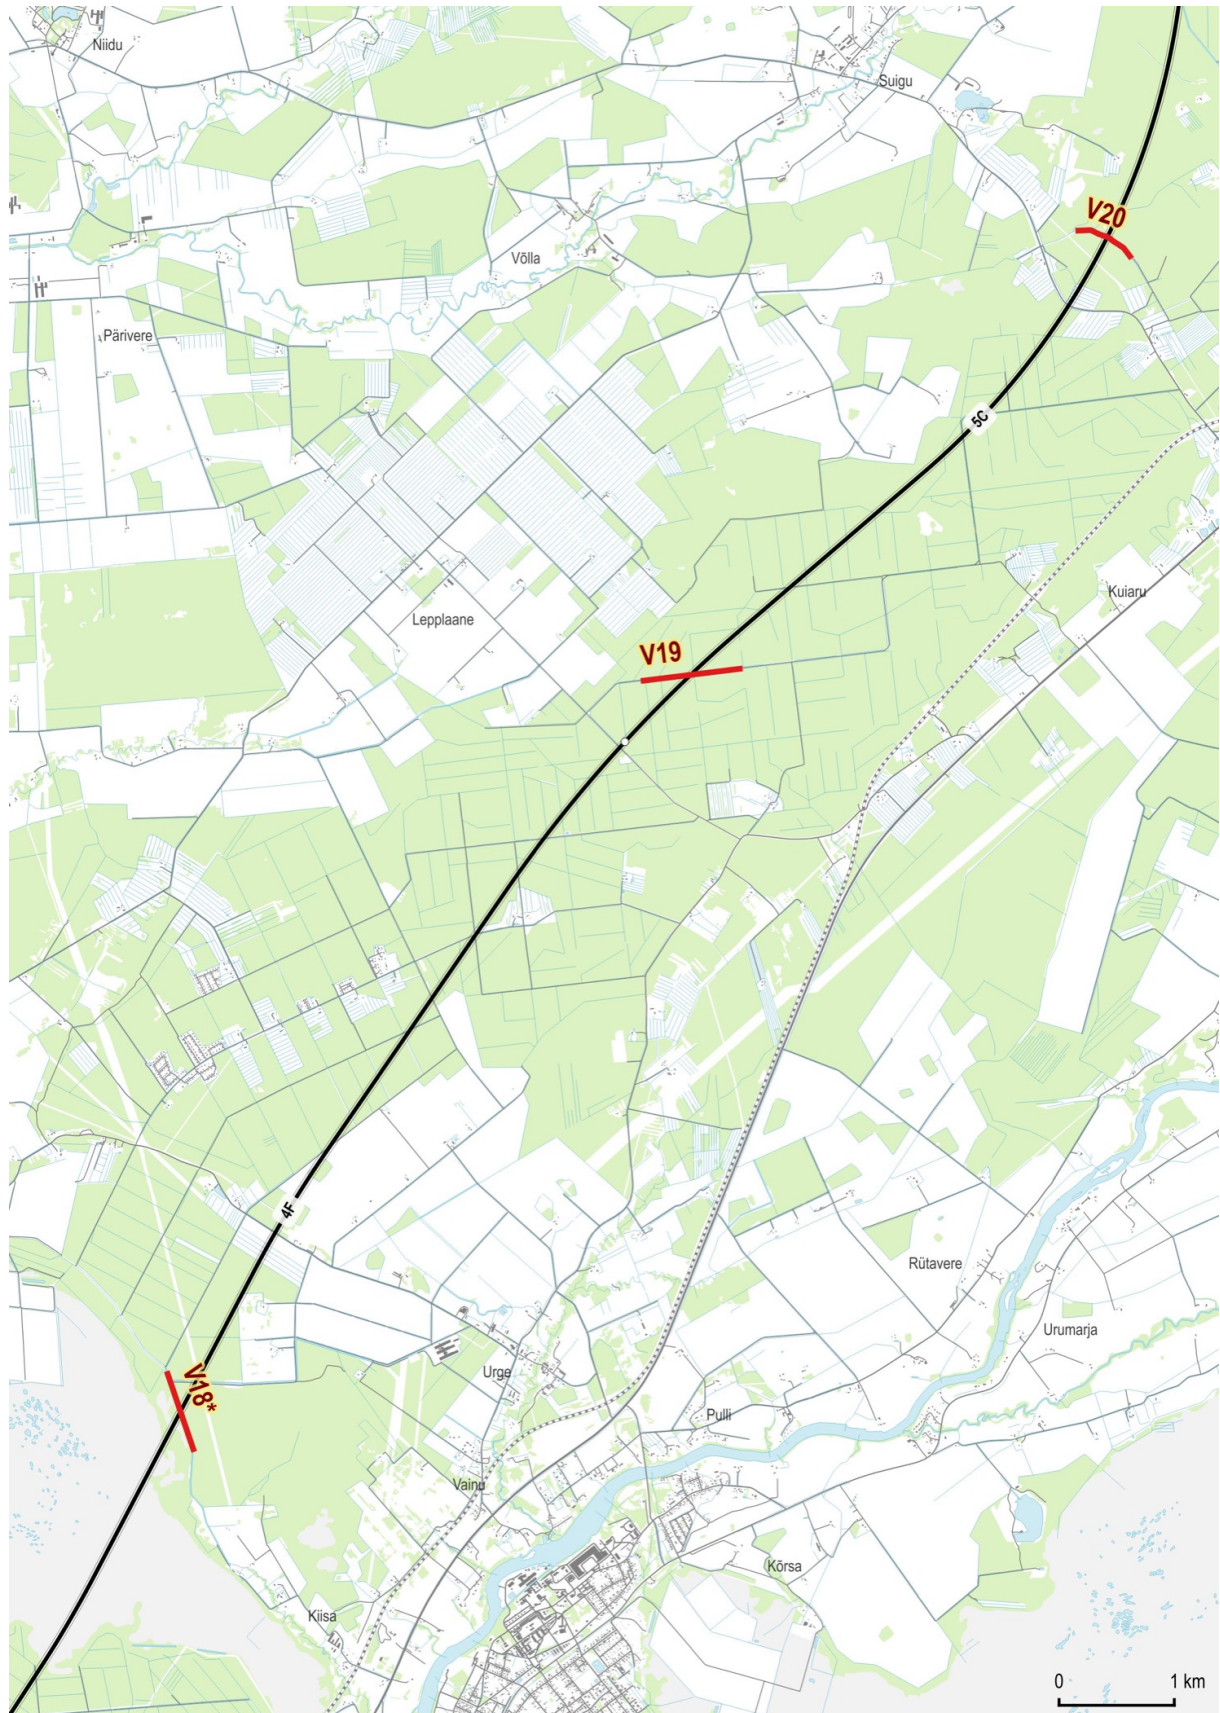 Niidu
Suigu
V20
Võlla
Pärivere
5C
Kuiaru
Lepplaane
V19
4F
Rütavere
Urumarja
V18*
Urge
Pulli
Vainu
Kõrsa
Kiisa
0 1 km